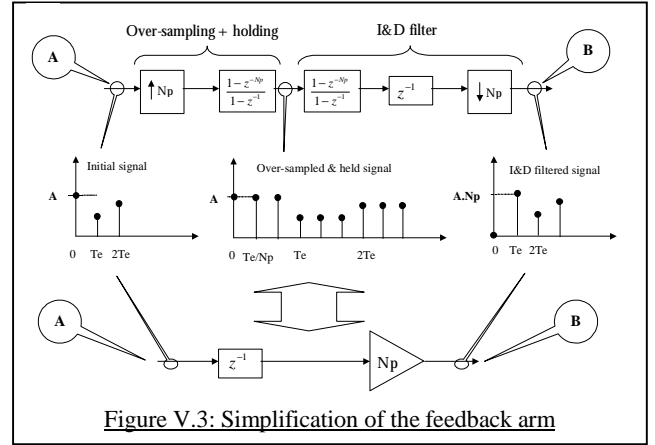 Over-sampling + holding
I&D filter
A
B
↑ Np
1 − z^{-Np}
1 − z^{-1}
1 − z^{-Np}
1 − z^{-1}
z^{-1}
↓ Np
Initial signal
Over-sampled & held signal
I&D filtered signal
A
A
A.Np
0 Te 2Te
0 Te/Np Te 2Te
0 Te 2Te
A
B
z^{-1}
Np
Figure V.3: Simplification of the feedback arm